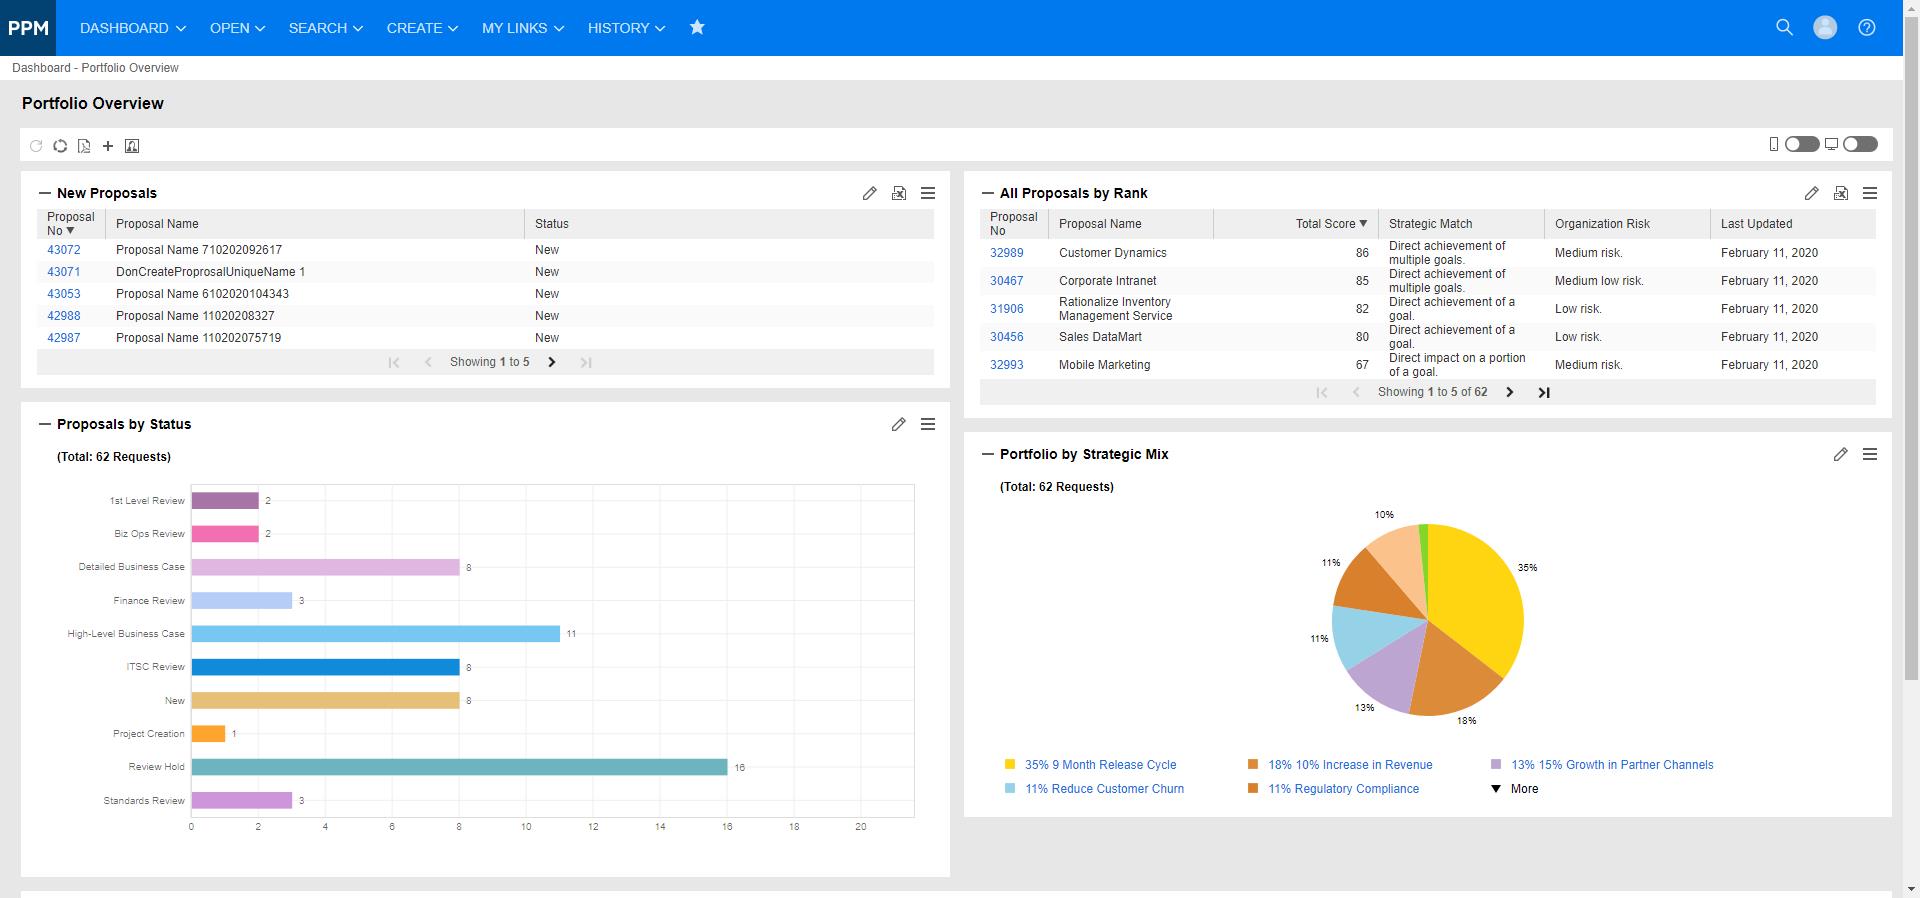 PPM DASHBOARD OPEN SEARCH CREATE MY LINKS HISTORY
Dashboard - Portfolio Overview
Portfolio Overview
New Proposals
Proposal No Proposal Name Status
43072 Proposal Name 710202092617 New
43071 DonCreateProprosalUniqueName 1 New
43053 Proposal Name 6102020104343 New
42988 Proposal Name 11020208327 New
42987 Proposal Name 110202075719 New
Showing 1 to 5
All Proposals by Rank
Proposal No Proposal Name Total Score Strategic Match Organization Risk Last Updated
32989 Customer Dynamics 86 Direct achievement of multiple goals. Medium risk. February 11, 2020
30467 Corporate Intranet 85 Direct achievement of multiple goals. Medium low risk. February 11, 2020
31906 Rationalize Inventory Management Service 82 Direct achievement of a goal. Low risk. February 11, 2020
30456 Sales DataMart 80 Direct achievement of a goal. Low risk. February 11, 2020
32993 Mobile Marketing 67 Direct impact on a portion of a goal. Medium risk. February 11, 2020
Showing 1 to 5 of 62
Proposals by Status
(Total: 62 Requests)
1st Level Review 2
Biz Ops Review 2
Detailed Business Case 8
Finance Review 3
High-Level Business Case 11
ITSC Review 8
New 8
Project Creation 1
Review Hold 16
Standards Review 3
0 2 4 6 8 10 12 14 16 18 20
Portfolio by Strategic Mix
(Total: 62 Requests)
10%
35%
11%
11%
13%
18%
35% 9 Month Release Cycle 18% 10% Increase in Revenue 13% 15% Growth in Partner Channels
11% Reduce Customer Churn 11% Regulatory Compliance More